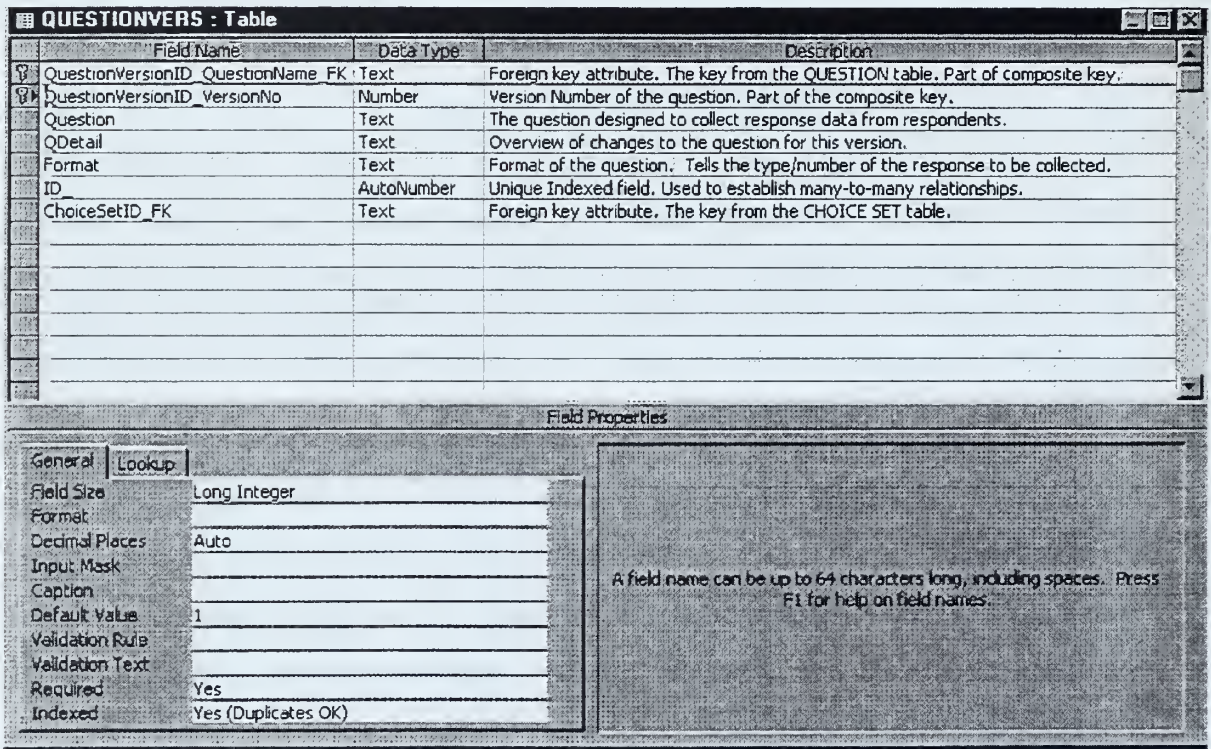 QUESTIONVERS : Table
Field Name Data Type Description
QuestionVersionID_QuestionName_FK Text Foreign key attribute. The key from the QUESTION table. Part of composite key.
QuestionVersionID_VersionNo Number Version Number of the question. Part of the composite key.
Question Text The question designed to collect response data from respondents.
QDetail Text Overview of changes to the question for this version.
Format Text Format of the question. Tells the type/number of the response to be collected.
ID_ AutoNumber Unique Indexed field. Used to establish many-to-many relationships.
ChoiceSetID_FK Text Foreign key attribute. The key from the CHOICE SET table.
Field Properties
General Lookup
Field Size Long Integer
Format
Decimal Places Auto
Input Mask
Caption
Default Value 1
Validation Rule
Validation Text
Required Yes
Indexed Yes (Duplicates OK)
A field name can be up to 64 characters long, including spaces. Press
F1 for help on field names.